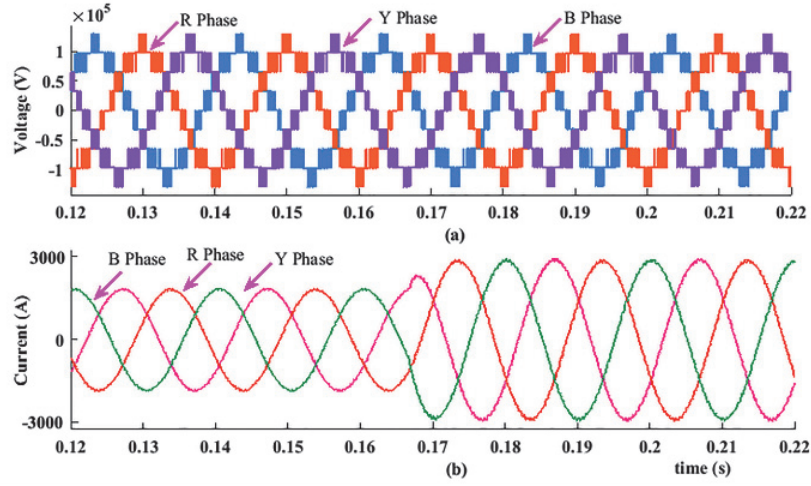 ×10⁵
R Phase
Y Phase
B Phase
1
0.5
0
-0.5
-1
Voltage (V)
0.12 0.13 0.14 0.15 0.16 0.17 0.18 0.19 0.2 0.21 0.22
(a)
3000
B Phase
R Phase
Y Phase
0
-3000
Current (A)
0.12 0.13 0.14 0.15 0.16 0.17 0.18 0.19 0.2 0.21 0.22
(b)
time (s)